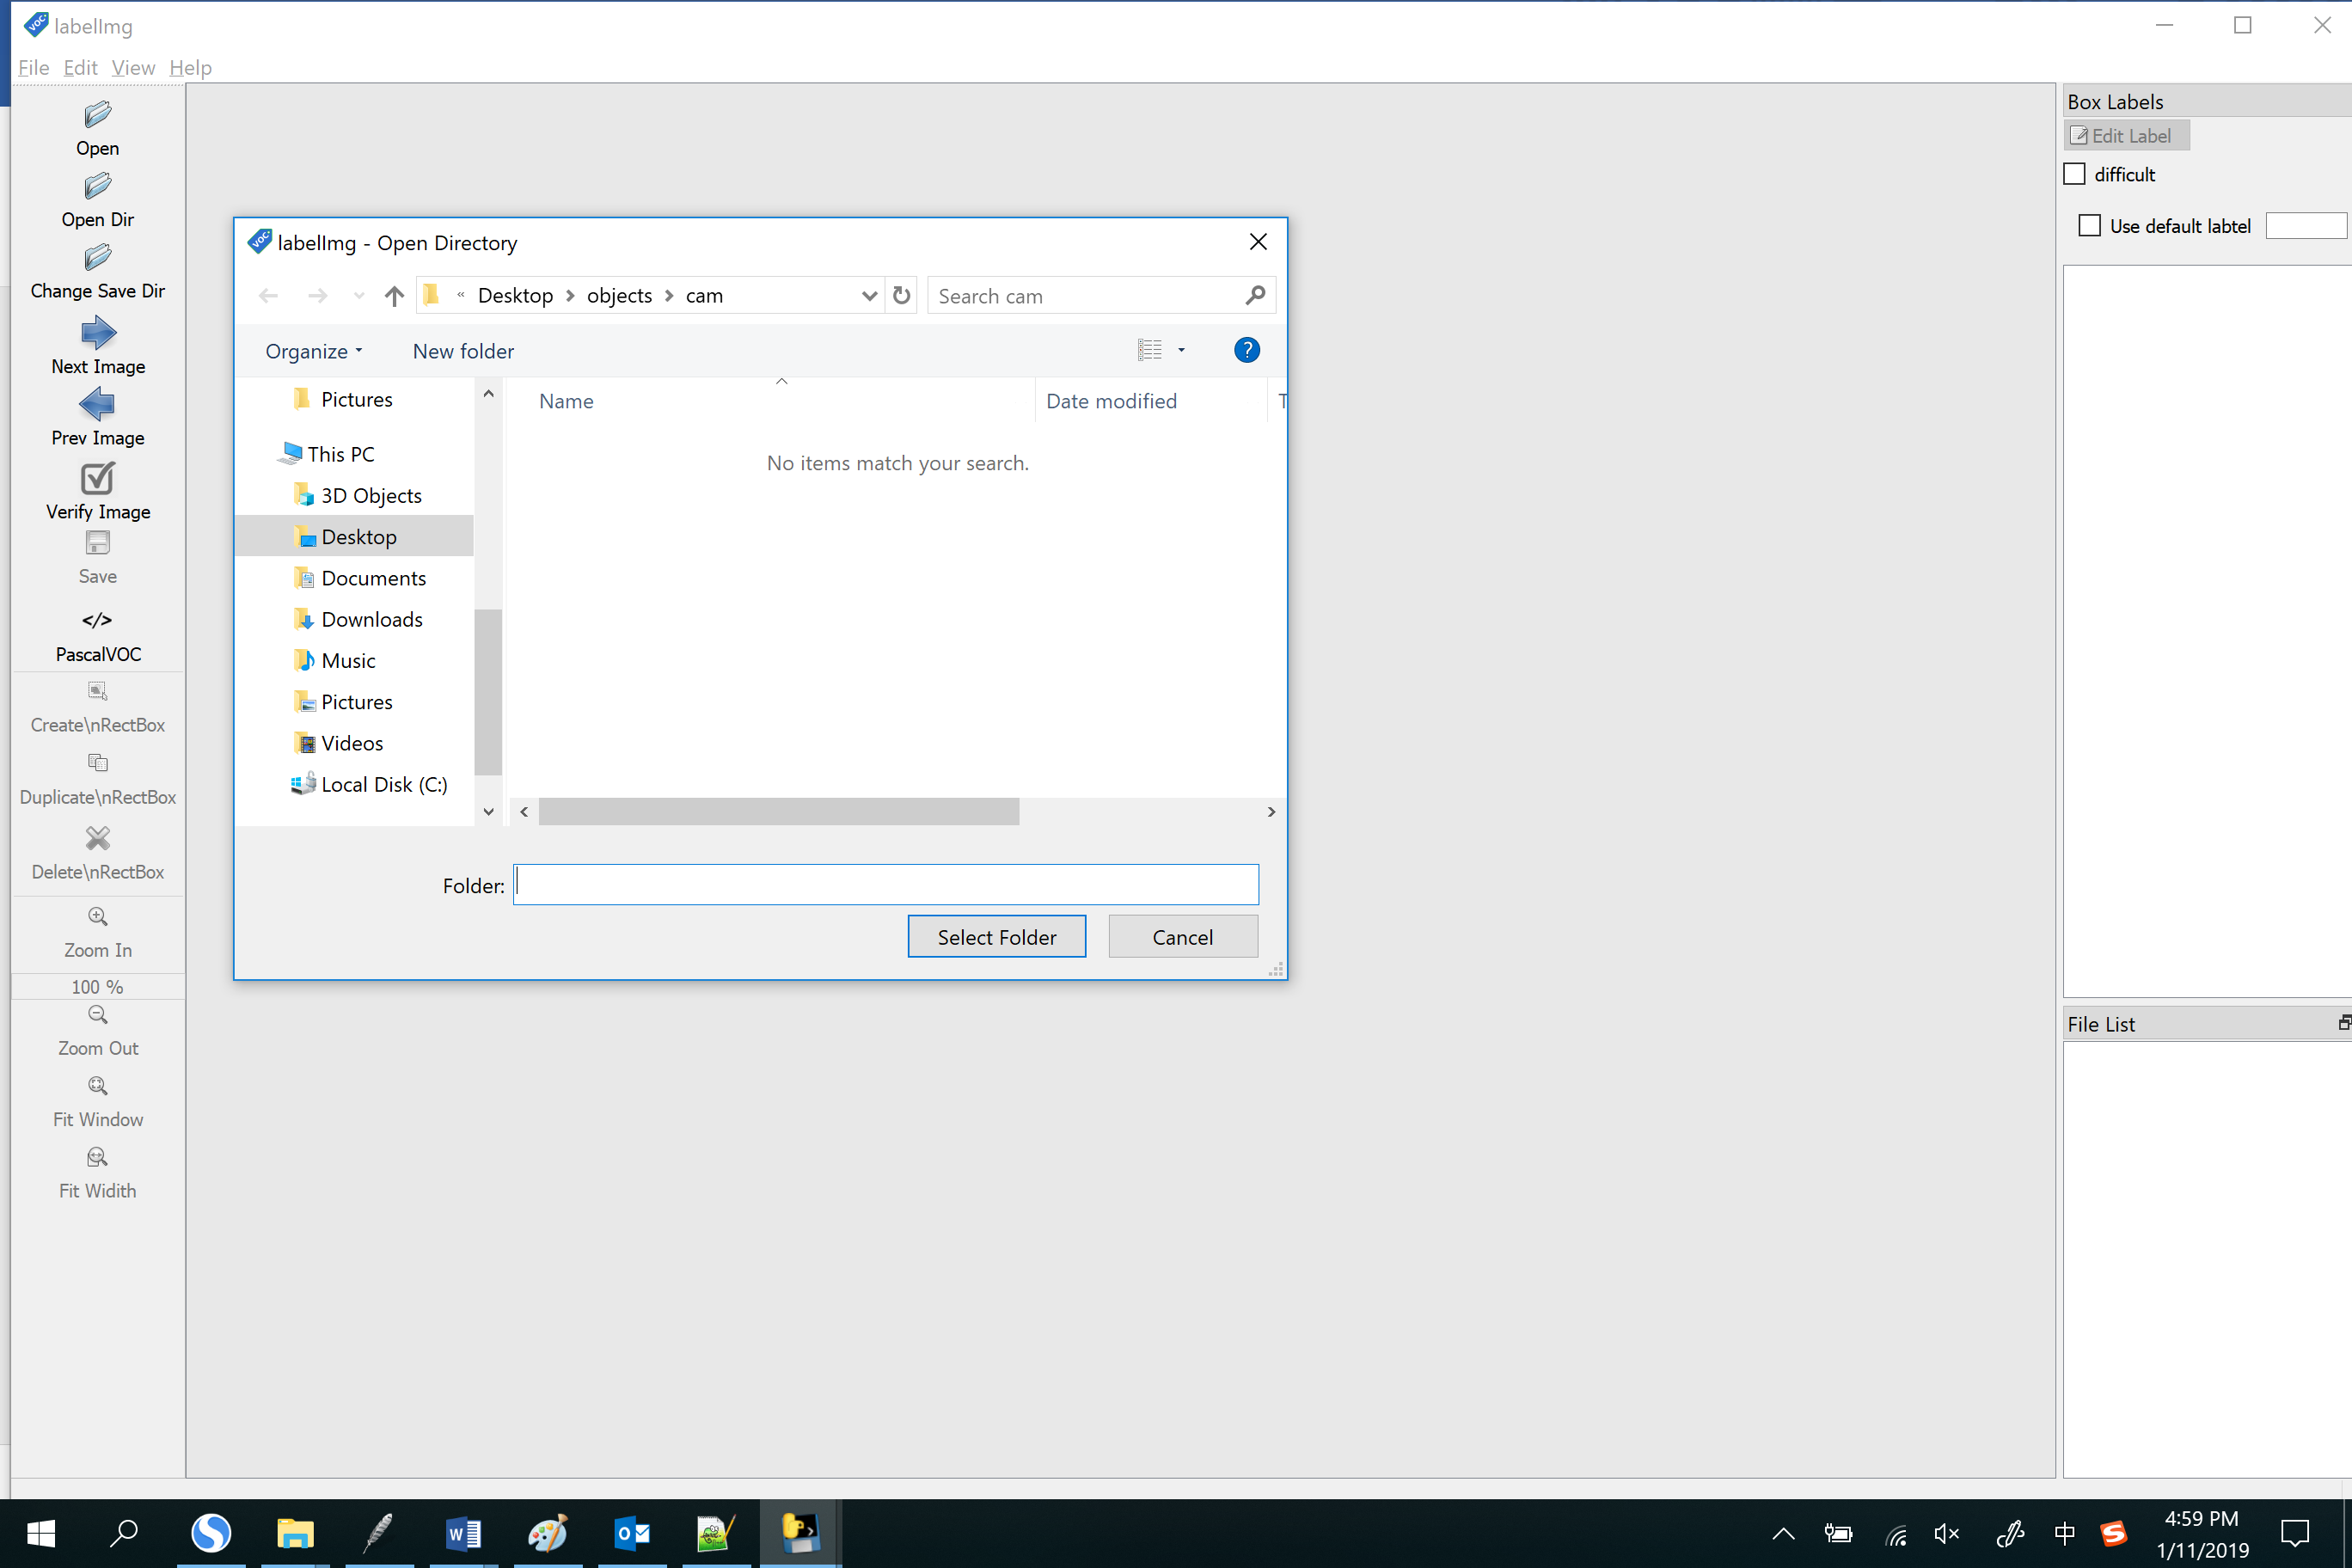 labelImg
File Edit View Help
Open
Open Dir
Change Save Dir
Next Image
Prev Image
Verify Image
Save
</>
PascalVOC
Create\nRectBox
Duplicate\nRectBox
Delete\nRectBox
Zoom In
100 %
Zoom Out
Fit Window
Fit Widith
labelImg - Open Directory
« Desktop > objects > cam
Search cam
Organize New folder
?
Pictures
This PC
3D Objects
Desktop
Documents
Downloads
Music
Pictures
Videos
Local Disk (C:)
Name Date modified T
No items match your search.
Folder:
Select Folder Cancel
Box Labels
Edit Label
difficult
Use default labtel
File List
中
4:59 PM
1/11/2019